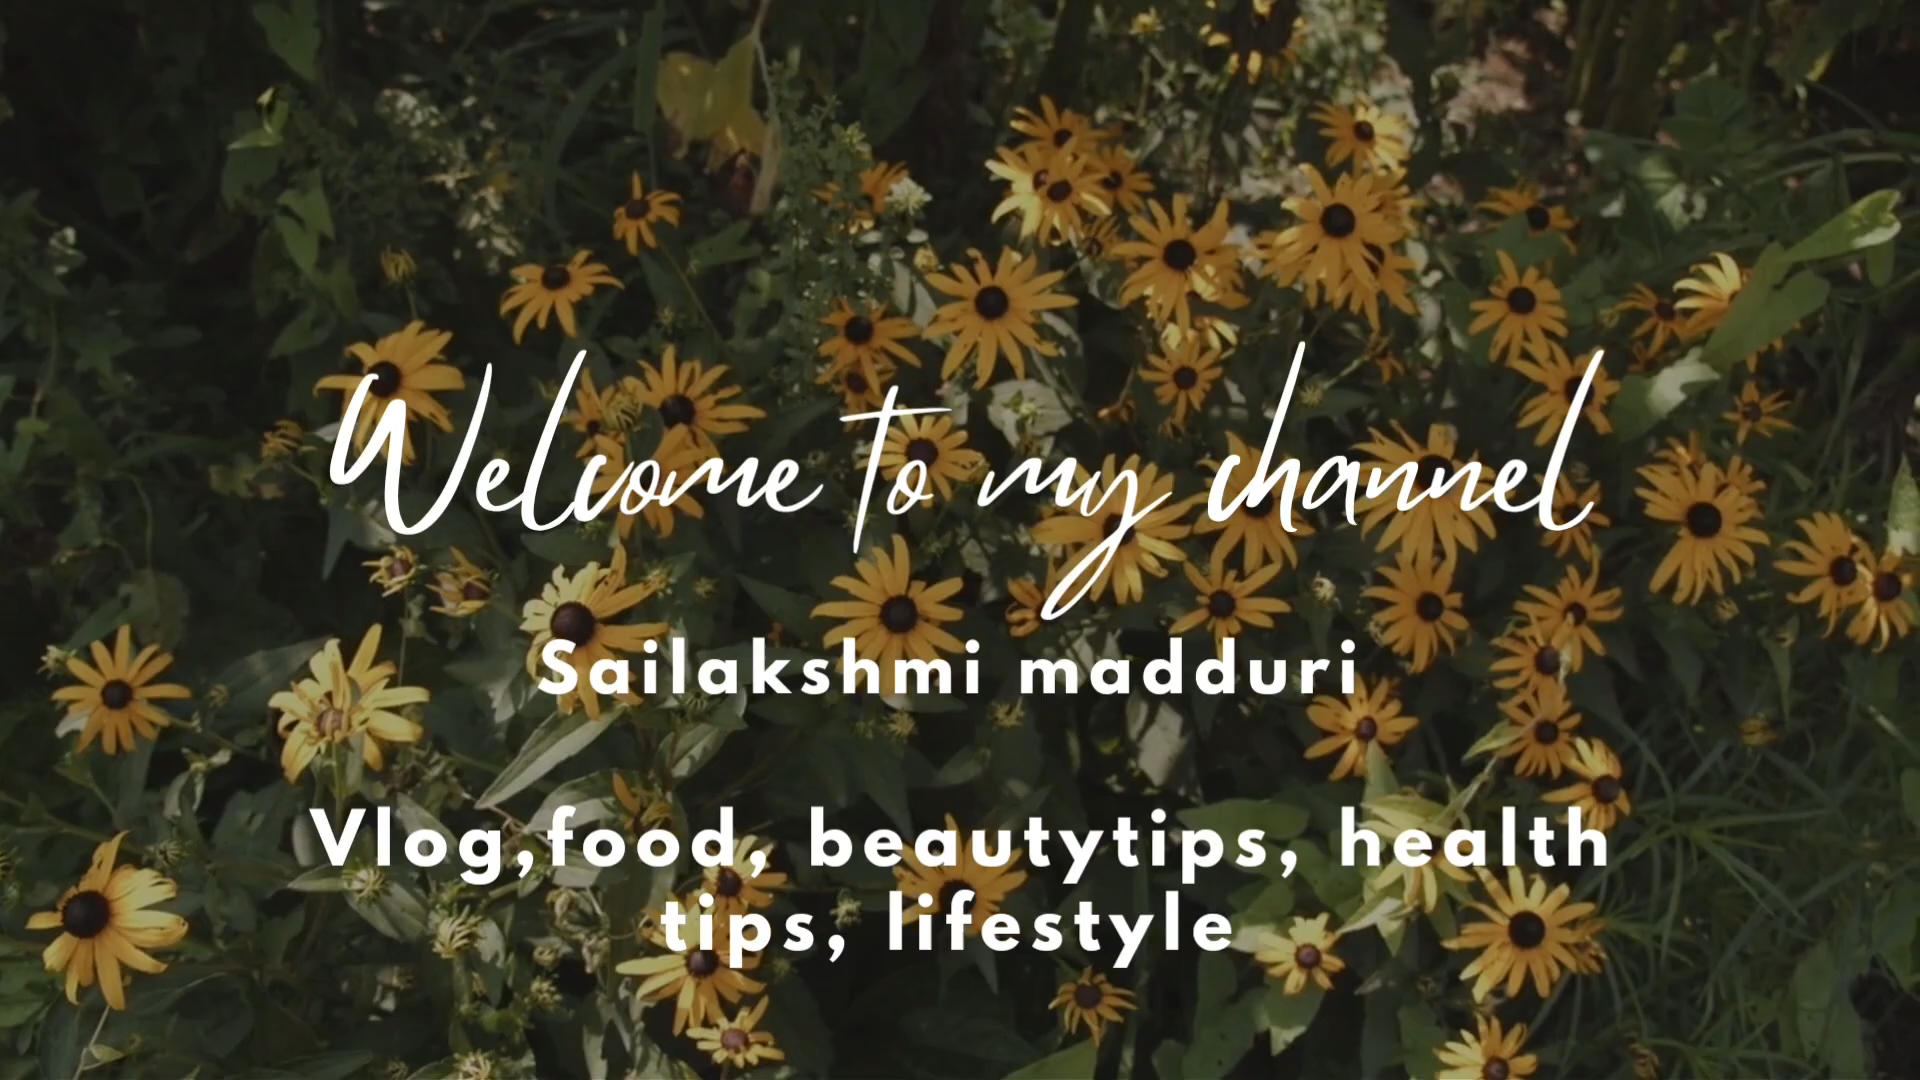 Welcome to my channel
Sailakshmi madduri
Vlog,food, beautytips, health
tips, lifestyle